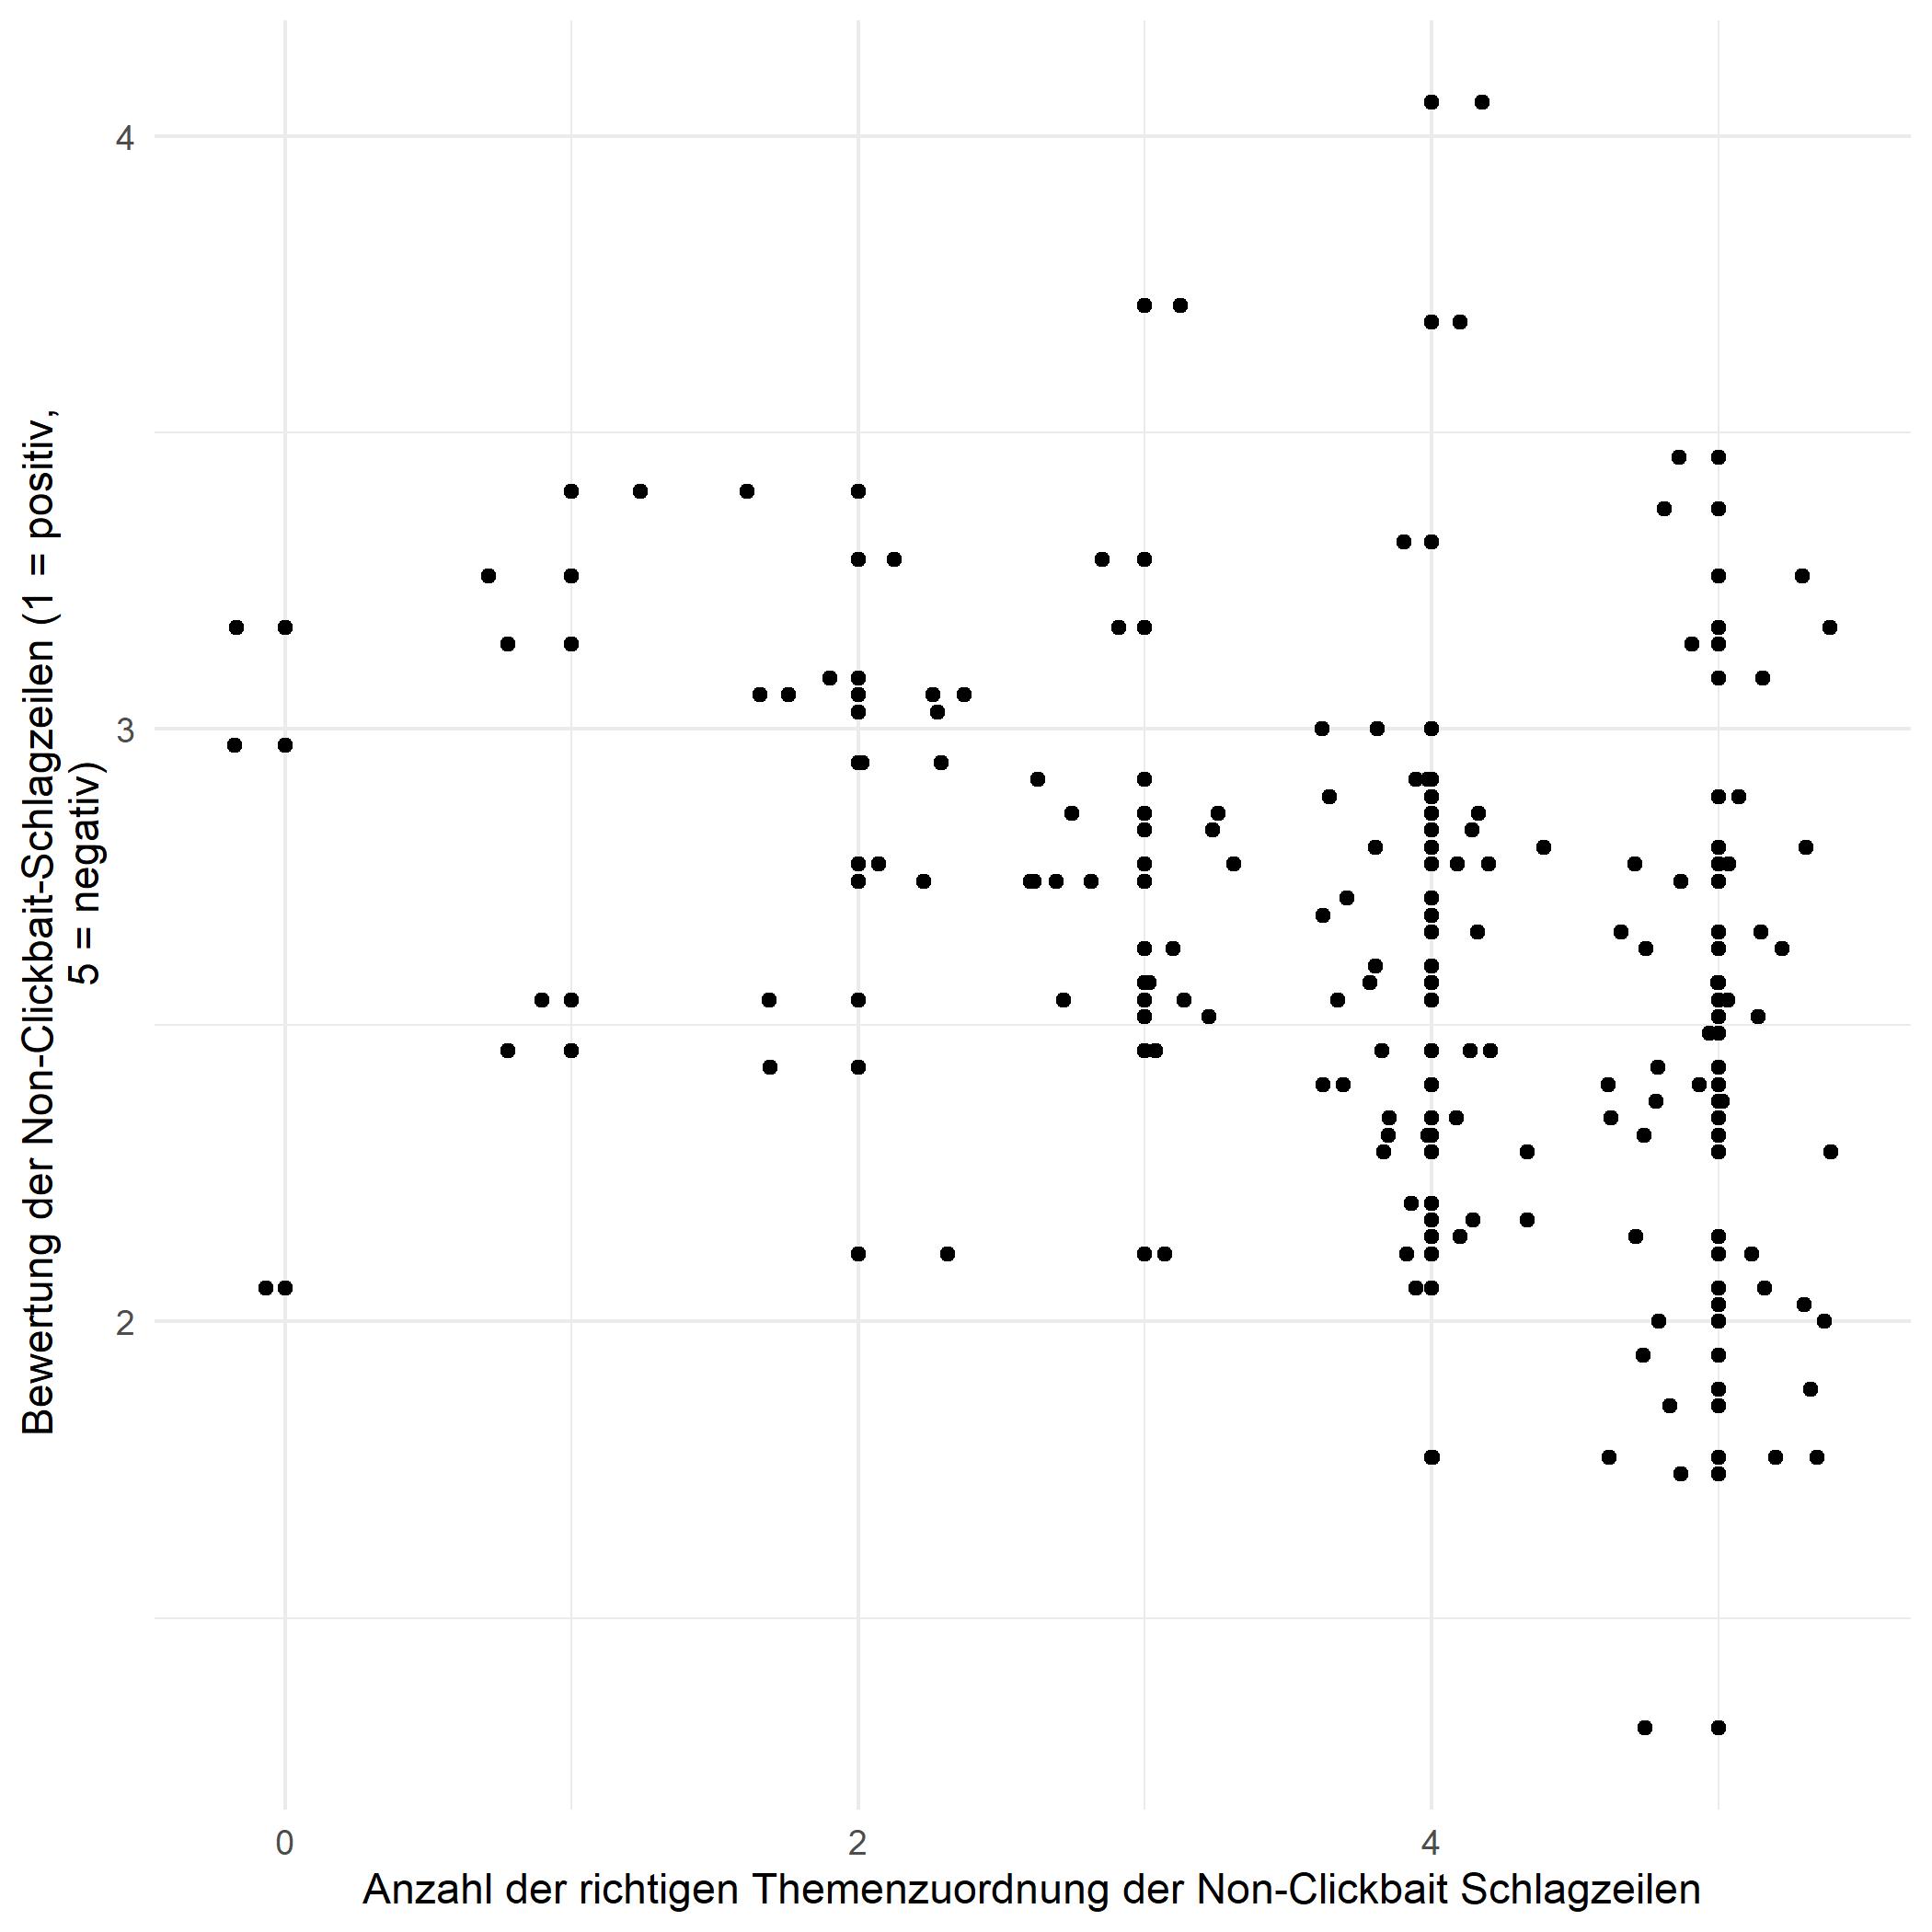 Bewertung der Non-Clickbait-Schlagzeilen (1 = positiv,
5 = negativ)
4
3
2
0
2
4
Anzahl der richtigen Themenzuordnung der Non-Clickbait Schlagzeilen